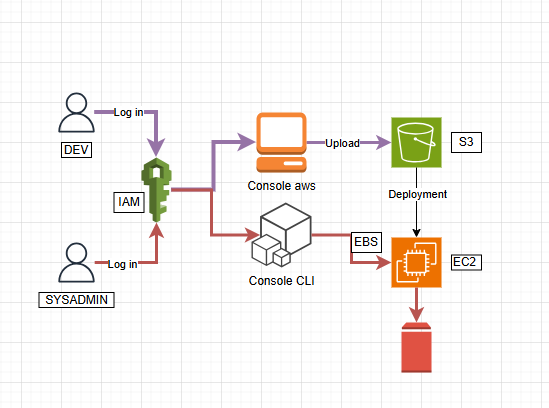 Log in
DEV
IAM
Log in
SYSADMIN
Console aws
Upload
S3
Deployment
Console CLI
EBS
EC2